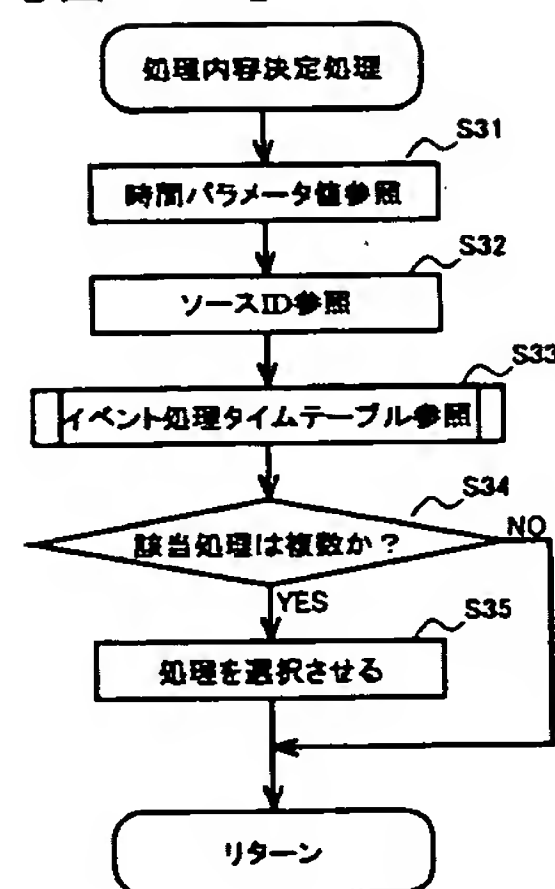 処理内容決定処理
S31
時間パラメータ値参照
S32
ソースID参照
S33
イベント処理タイムテーブル参照
S34
該当処理は複数か?
NO
YES
S35
処理を選択させる
リターン